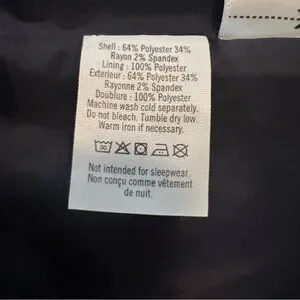 Shell : 64% Polyester 34%
Rayon 2% Spandex
Lining : 100% Polyester
Exterieur : 64% Polyester 34%
Rayonne 2% Spandex
Doublure : 100% Polyester
Machine wash cold separately.
Do not bleach. Tumble dry low.
Warm iron if necessary.
30
Not intended for sleepwear.
Non conçu comme vêtement
de nuit.